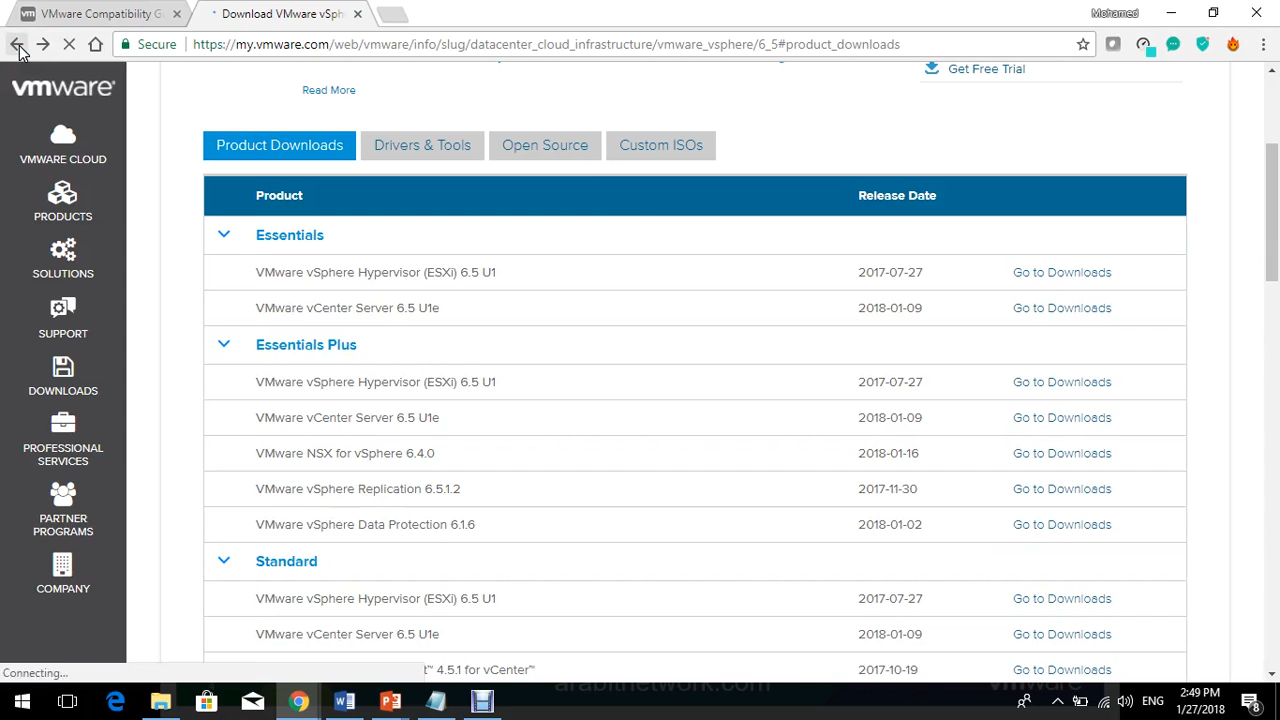 VMware Compatibility G
Download VMware vSph
Mohamed
Secure
https://my.vmware.com/web/vmware/info/slug/datacenter_cloud_infrastructure/vmware_vsphere/6_5#product_downloads
vmware
VMWARE CLOUD
PRODUCTS
SOLUTIONS
SUPPORT
DOWNLOADS
PROFESSIONAL
SERVICES
PARTNER
PROGRAMS
COMPANY
Get Free Trial
Read More
Product Downloads
Drivers & Tools
Open Source
Custom ISOs
Product Release Date
Essentials
VMware vSphere Hypervisor (ESXi) 6.5 U1 2017-07-27 Go to Downloads
VMware vCenter Server 6.5 U1e 2018-01-09 Go to Downloads
Essentials Plus
VMware vSphere Hypervisor (ESXi) 6.5 U1 2017-07-27 Go to Downloads
VMware vCenter Server 6.5 U1e 2018-01-09 Go to Downloads
VMware NSX for vSphere 6.4.0 2018-01-16 Go to Downloads
VMware vSphere Replication 6.5.1.2 2017-11-30 Go to Downloads
VMware vSphere Data Protection 6.1.6 2018-01-02 Go to Downloads
Standard
VMware vSphere Hypervisor (ESXi) 6.5 U1 2017-07-27 Go to Downloads
VMware vCenter Server 6.5 U1e 2018-01-09 Go to Downloads
t™ 4.5.1 for vCenter™ 2017-10-19 Go to Downloads
Connecting...
arabitnetwork.com
vmware
ENG
2:49 PM
1/27/2018
8